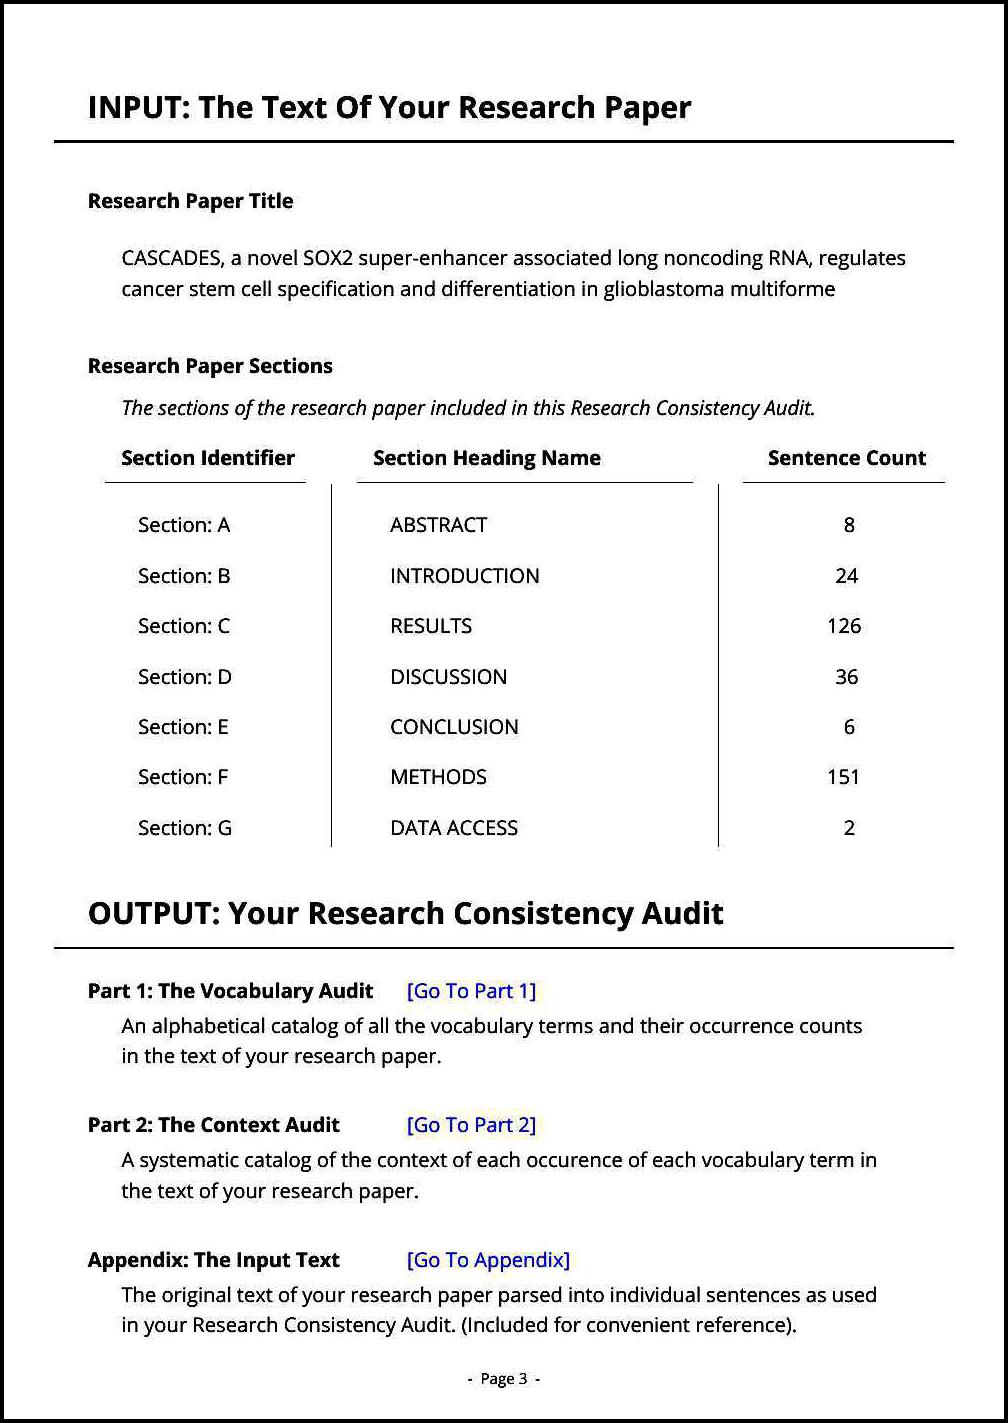 INPUT: The Text Of Your Research Paper
Research Paper Title
CASCADES, a novel SOX2 super-enhancer associated long noncoding RNA, regulates
cancer stem cell specification and differentiation in glioblastoma multiforme
Research Paper Sections
The sections of the research paper included in this Research Consistency Audit.
Section Identifier Section Heading Name Sentence Count
Section: A ABSTRACT 8
Section: B INTRODUCTION 24
Section: C RESULTS 126
Section: D DISCUSSION 36
Section: E CONCLUSION 6
Section: F METHODS 151
Section: G DATA ACCESS 2
OUTPUT: Your Research Consistency Audit
Part 1: The Vocabulary Audit [Go To Part 1]
An alphabetical catalog of all the vocabulary terms and their occurrence counts
in the text of your research paper.
Part 2: The Context Audit [Go To Part 2]
A systematic catalog of the context of each occurence of each vocabulary term in
the text of your research paper.
Appendix: The Input Text [Go To Appendix]
The original text of your research paper parsed into individual sentences as used
in your Research Consistency Audit. (Included for convenient reference).
- Page 3 -